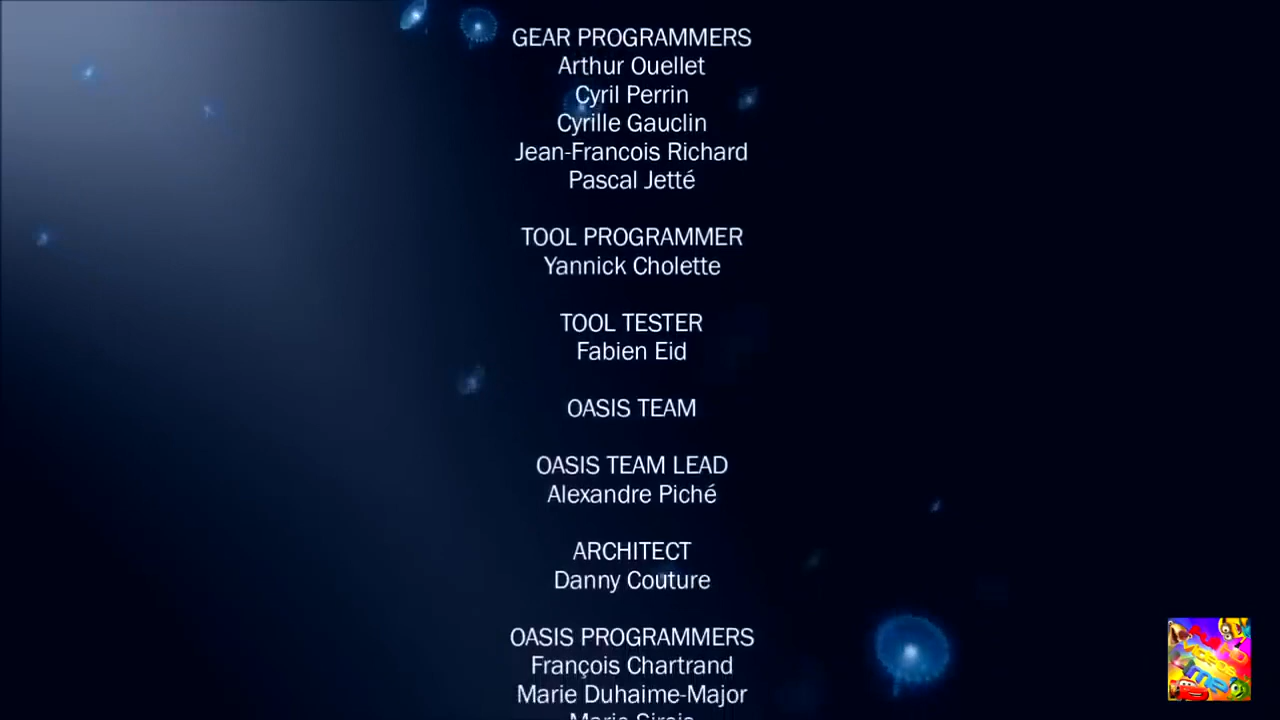 GEAR PROGRAMMERS
Arthur Ouellet
Cyril Perrin
Cyrille Gauclin
Jean-Francois Richard
Pascal Jetté
TOOL PROGRAMMER
Yannick Cholette
TOOL TESTER
Fabien Eid
OASIS TEAM
OASIS TEAM LEAD
Alexandre Piché
ARCHITECT
Danny Couture
OASIS PROGRAMMERS
François Chartrand
Marie Duhaime-Major